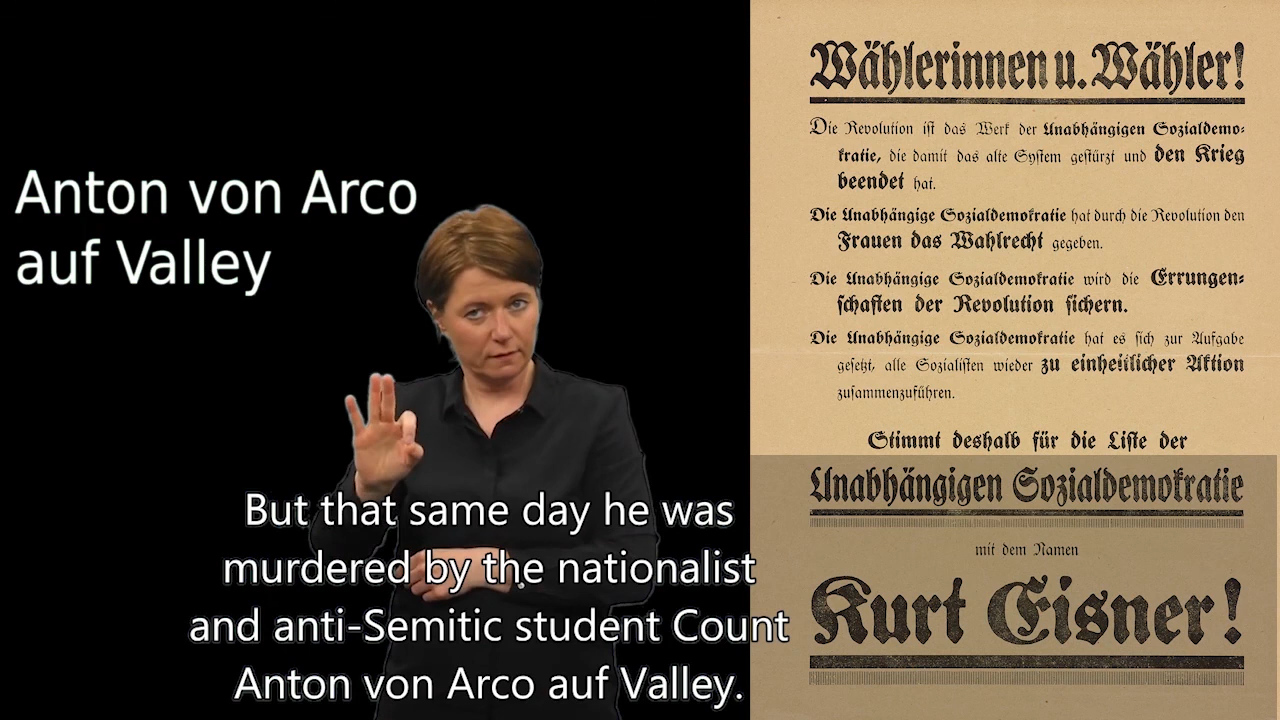 Anton von Arco
auf Valley
But that same day he was
murdered by the nationalist
and anti-Semitic student Count
Anton von Arco auf Valley.
Wählerinnen u. Wähler!
Die Revolution ist das Werk der Unabhängigen Sozialdemo-
kratie, die damit das alte System gestürzt und den Krieg
beendet hat.
Die Unabhängige Sozialdemokratie hat durch die Revolution den
Frauen das Wahlrecht gegeben.
Die Unabhängige Sozialdemokratie wird die Errungen-
schaften der Revolution sichern.
Die Unabhängige Sozialdemokratie hat es sich zur Aufgabe
gesetzt, alle Sozialisten wieder zu einheitlicher Aktion
zusammenzuführen.
Stimmt deshalb für die Liste der
Unabhängigen Sozialdemokratie
mit dem Namen
Kurt Eisner!